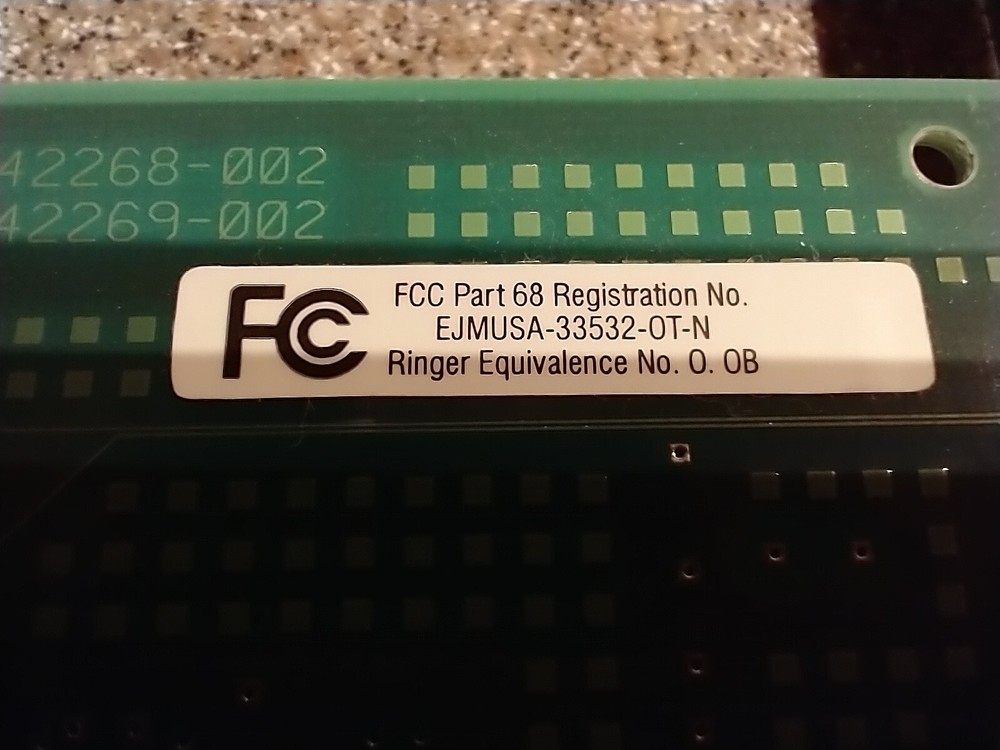 42268-002
42269-002
FC
FCC Part 68 Registration No.
EJMUSA-33532-OT-N
Ringer Equivalence No. O. OB